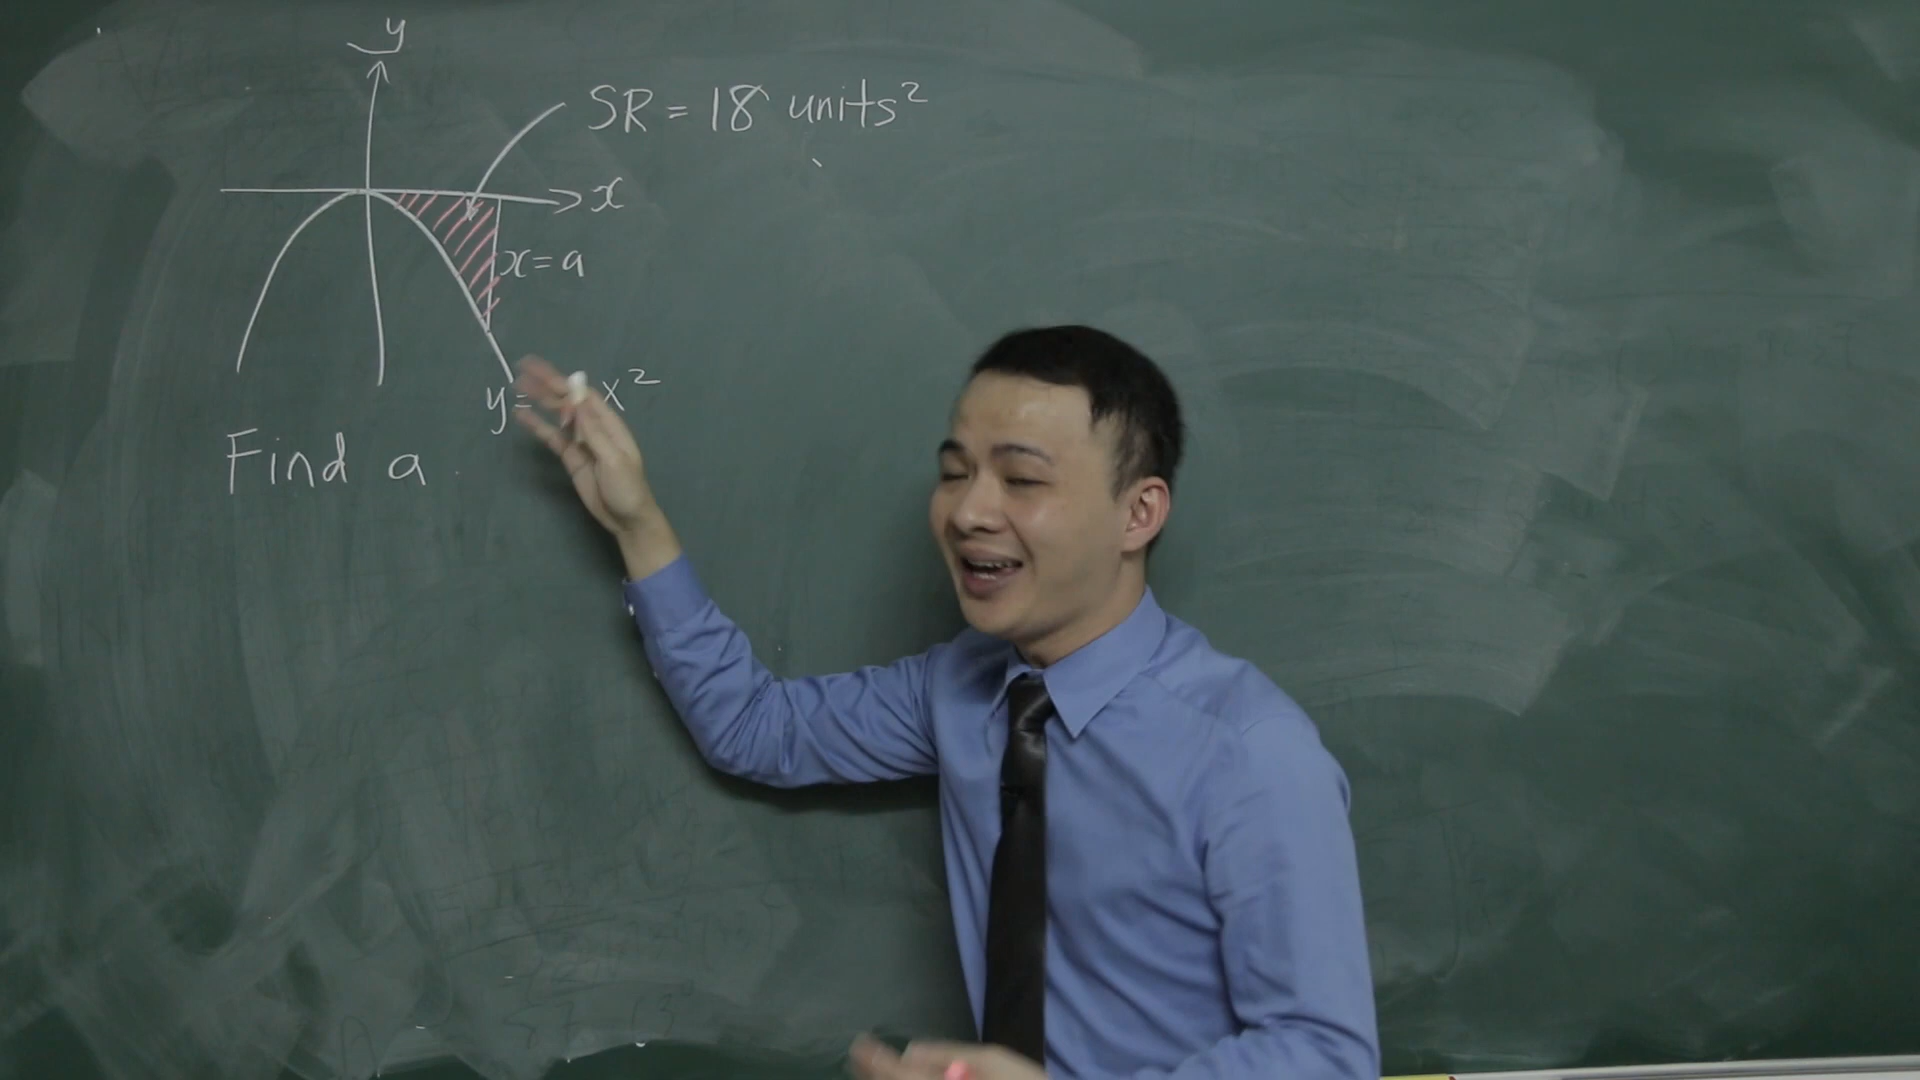 y
SR = 18 units²
x
x = a
y = x²
Find a